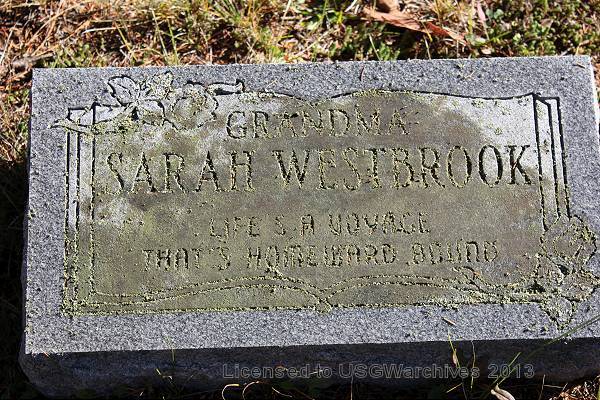 GRANDMA
SARAH WESTBROOK
LIFE'S A VOYAGE
THAT'S HOMEWARD BOUND
Licensed to USGWarchives 2013